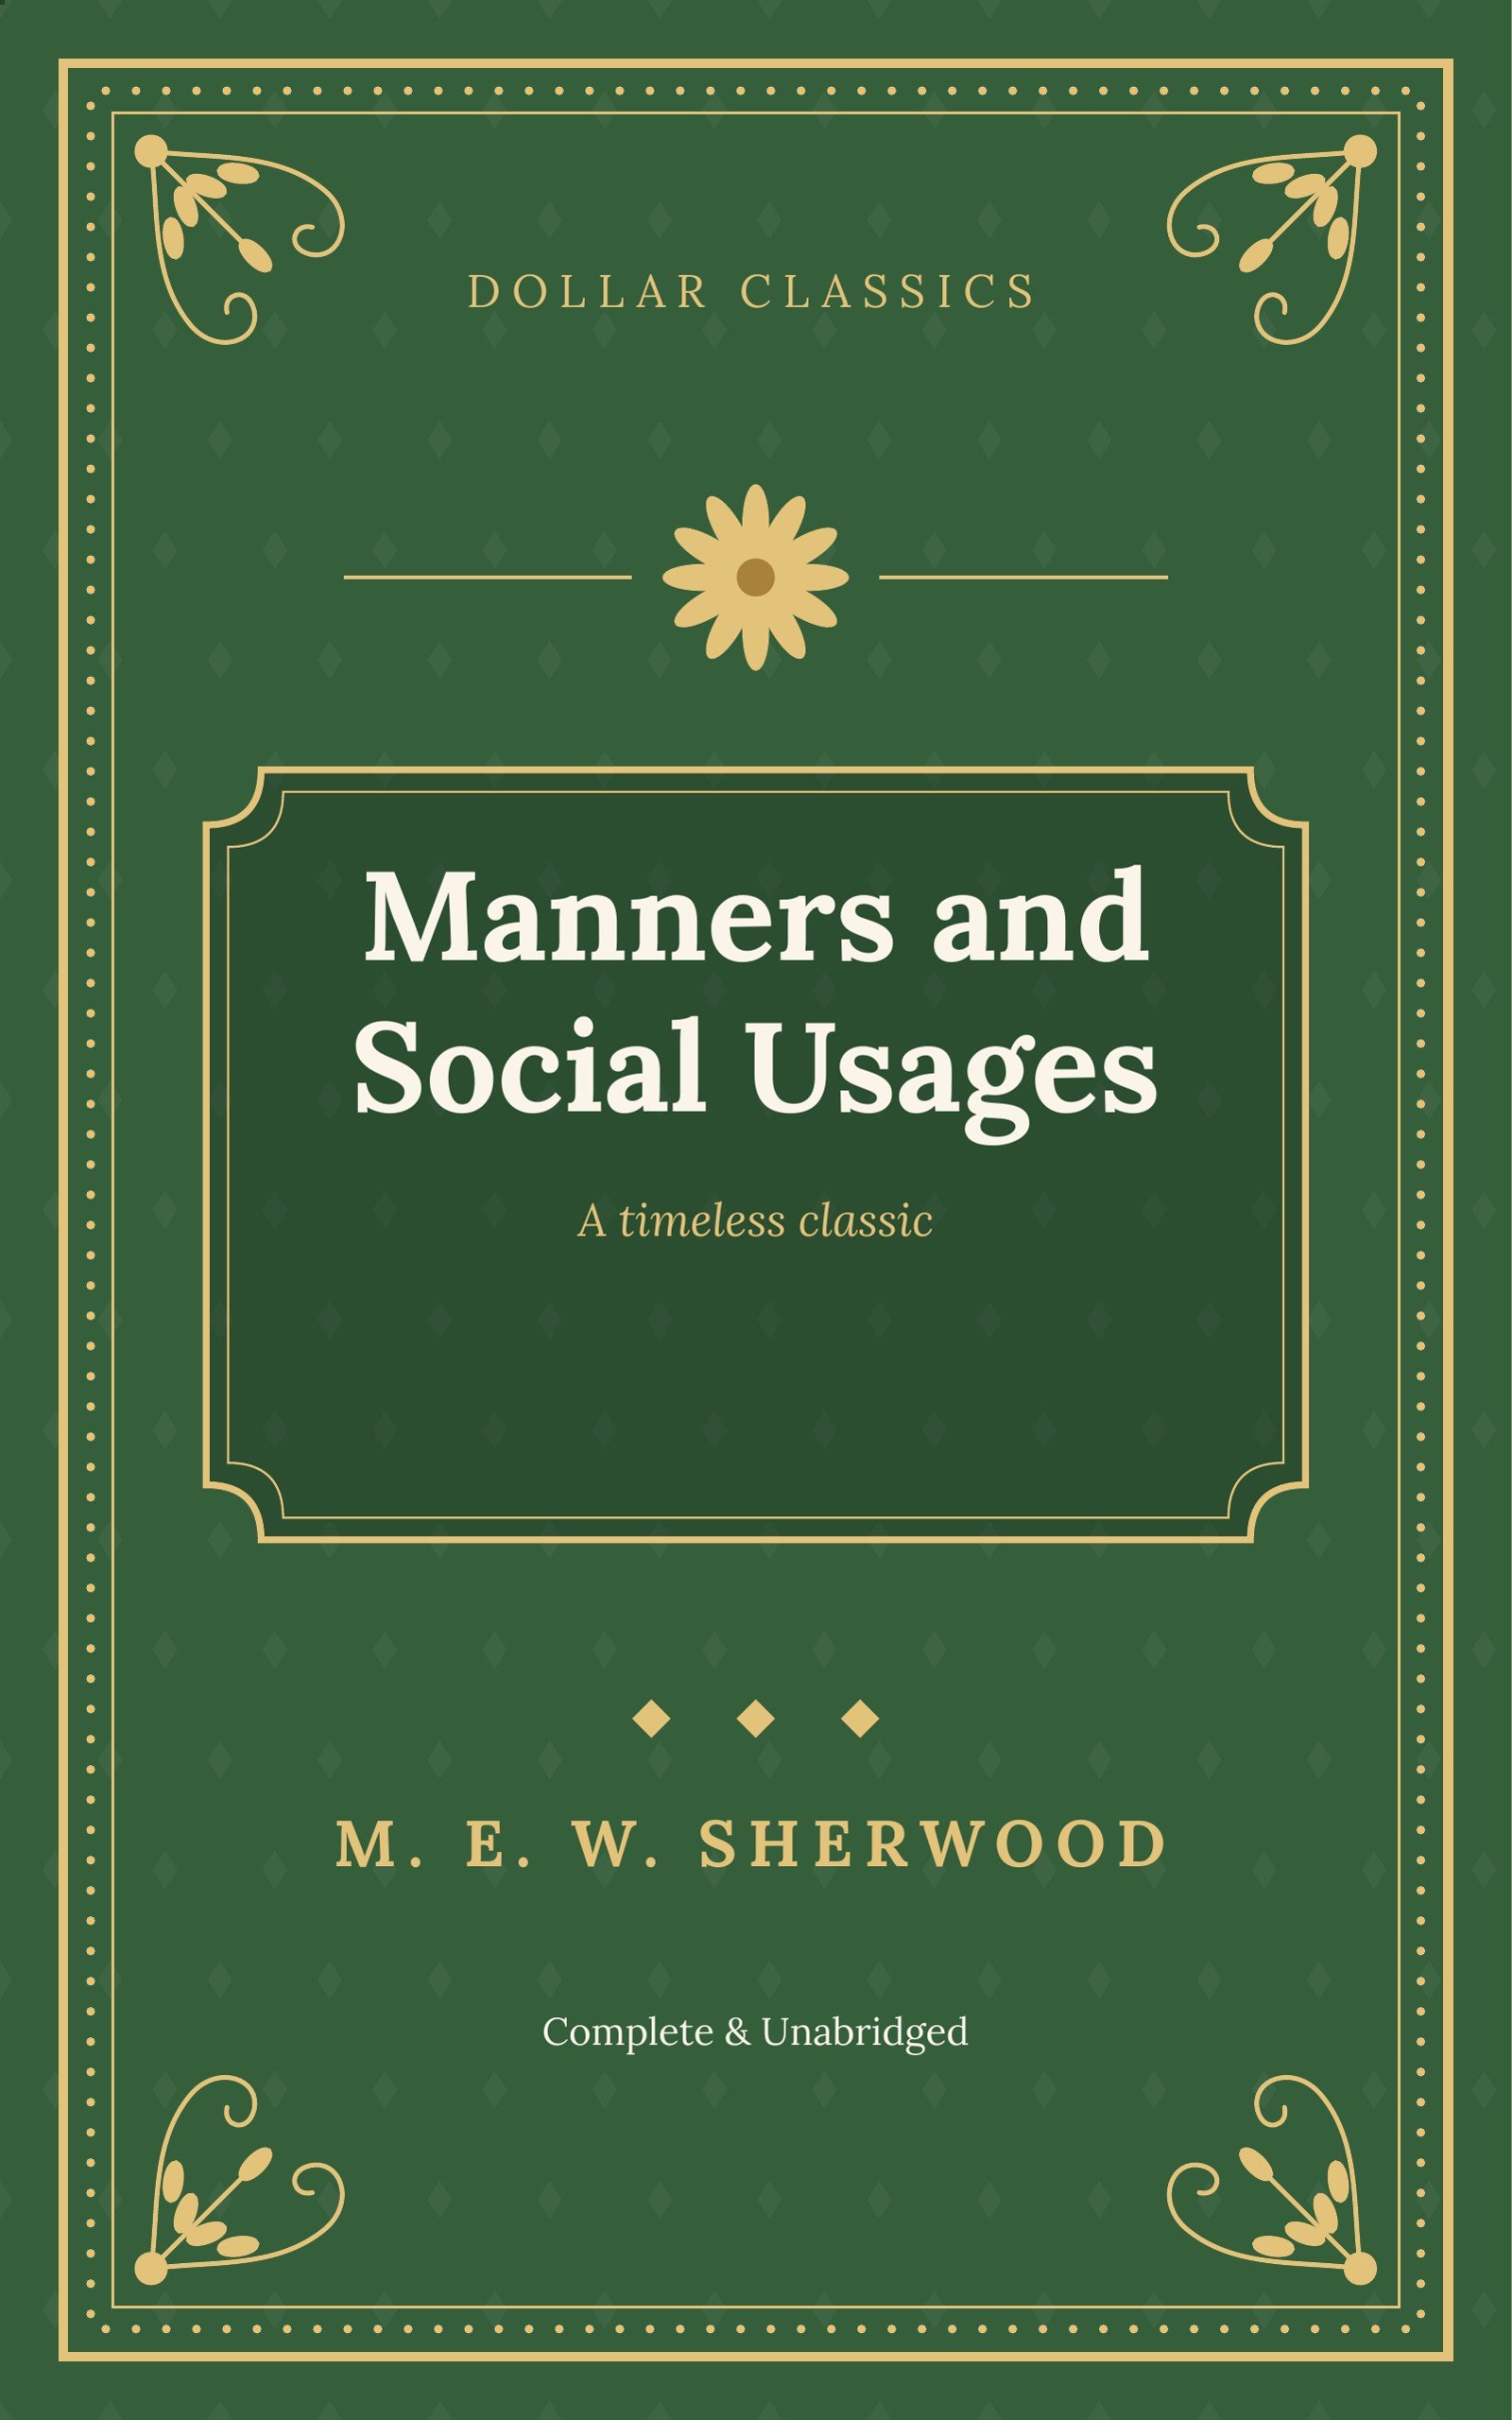 DOLLAR CLASSICS
Manners and
Social Usages
A timeless classic
M. E. W. SHERWOOD
Complete & Unabridged